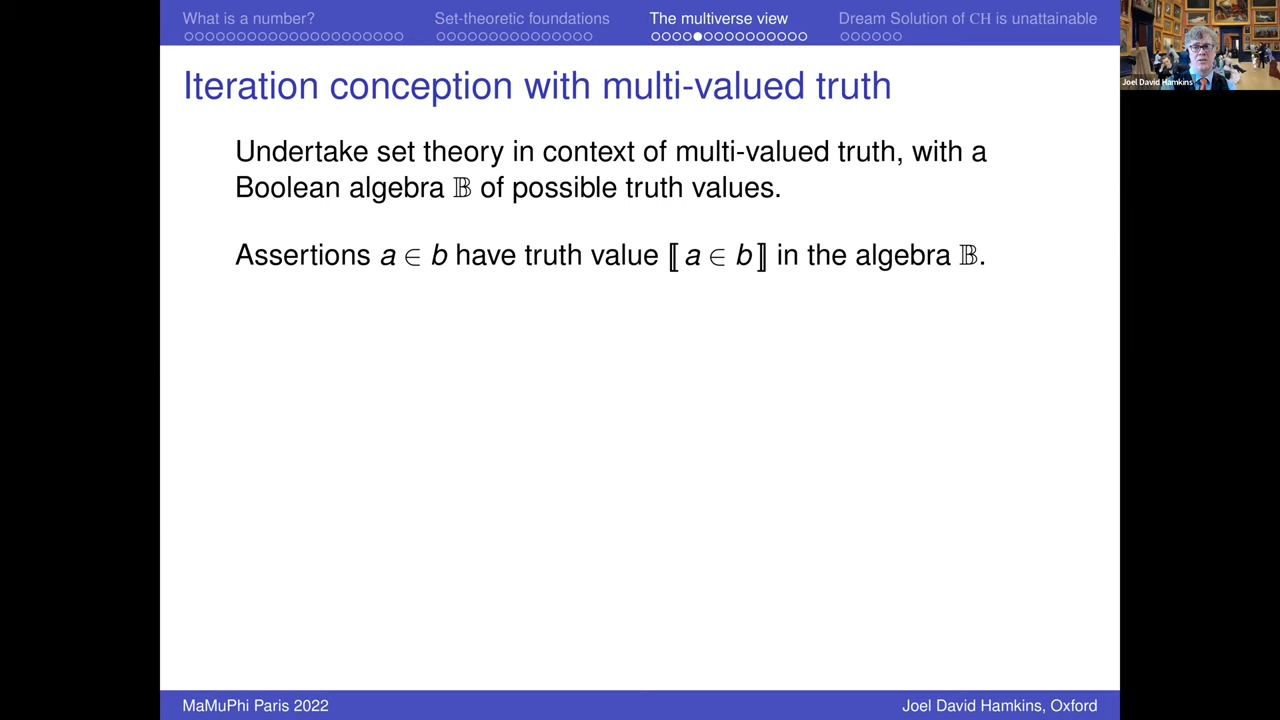 What is a number? Set-theoretic foundations The multiverse view Dream Solution of CH is unattainable
Joel David Hamkins
Iteration conception with multi-valued truth
Undertake set theory in context of multi-valued truth, with a
Boolean algebra 𝔹 of possible truth values.
Assertions a ∈ b have truth value ⟦ a ∈ b ⟧ in the algebra 𝔹.
MaMuPhi Paris 2022 Joel David Hamkins, Oxford